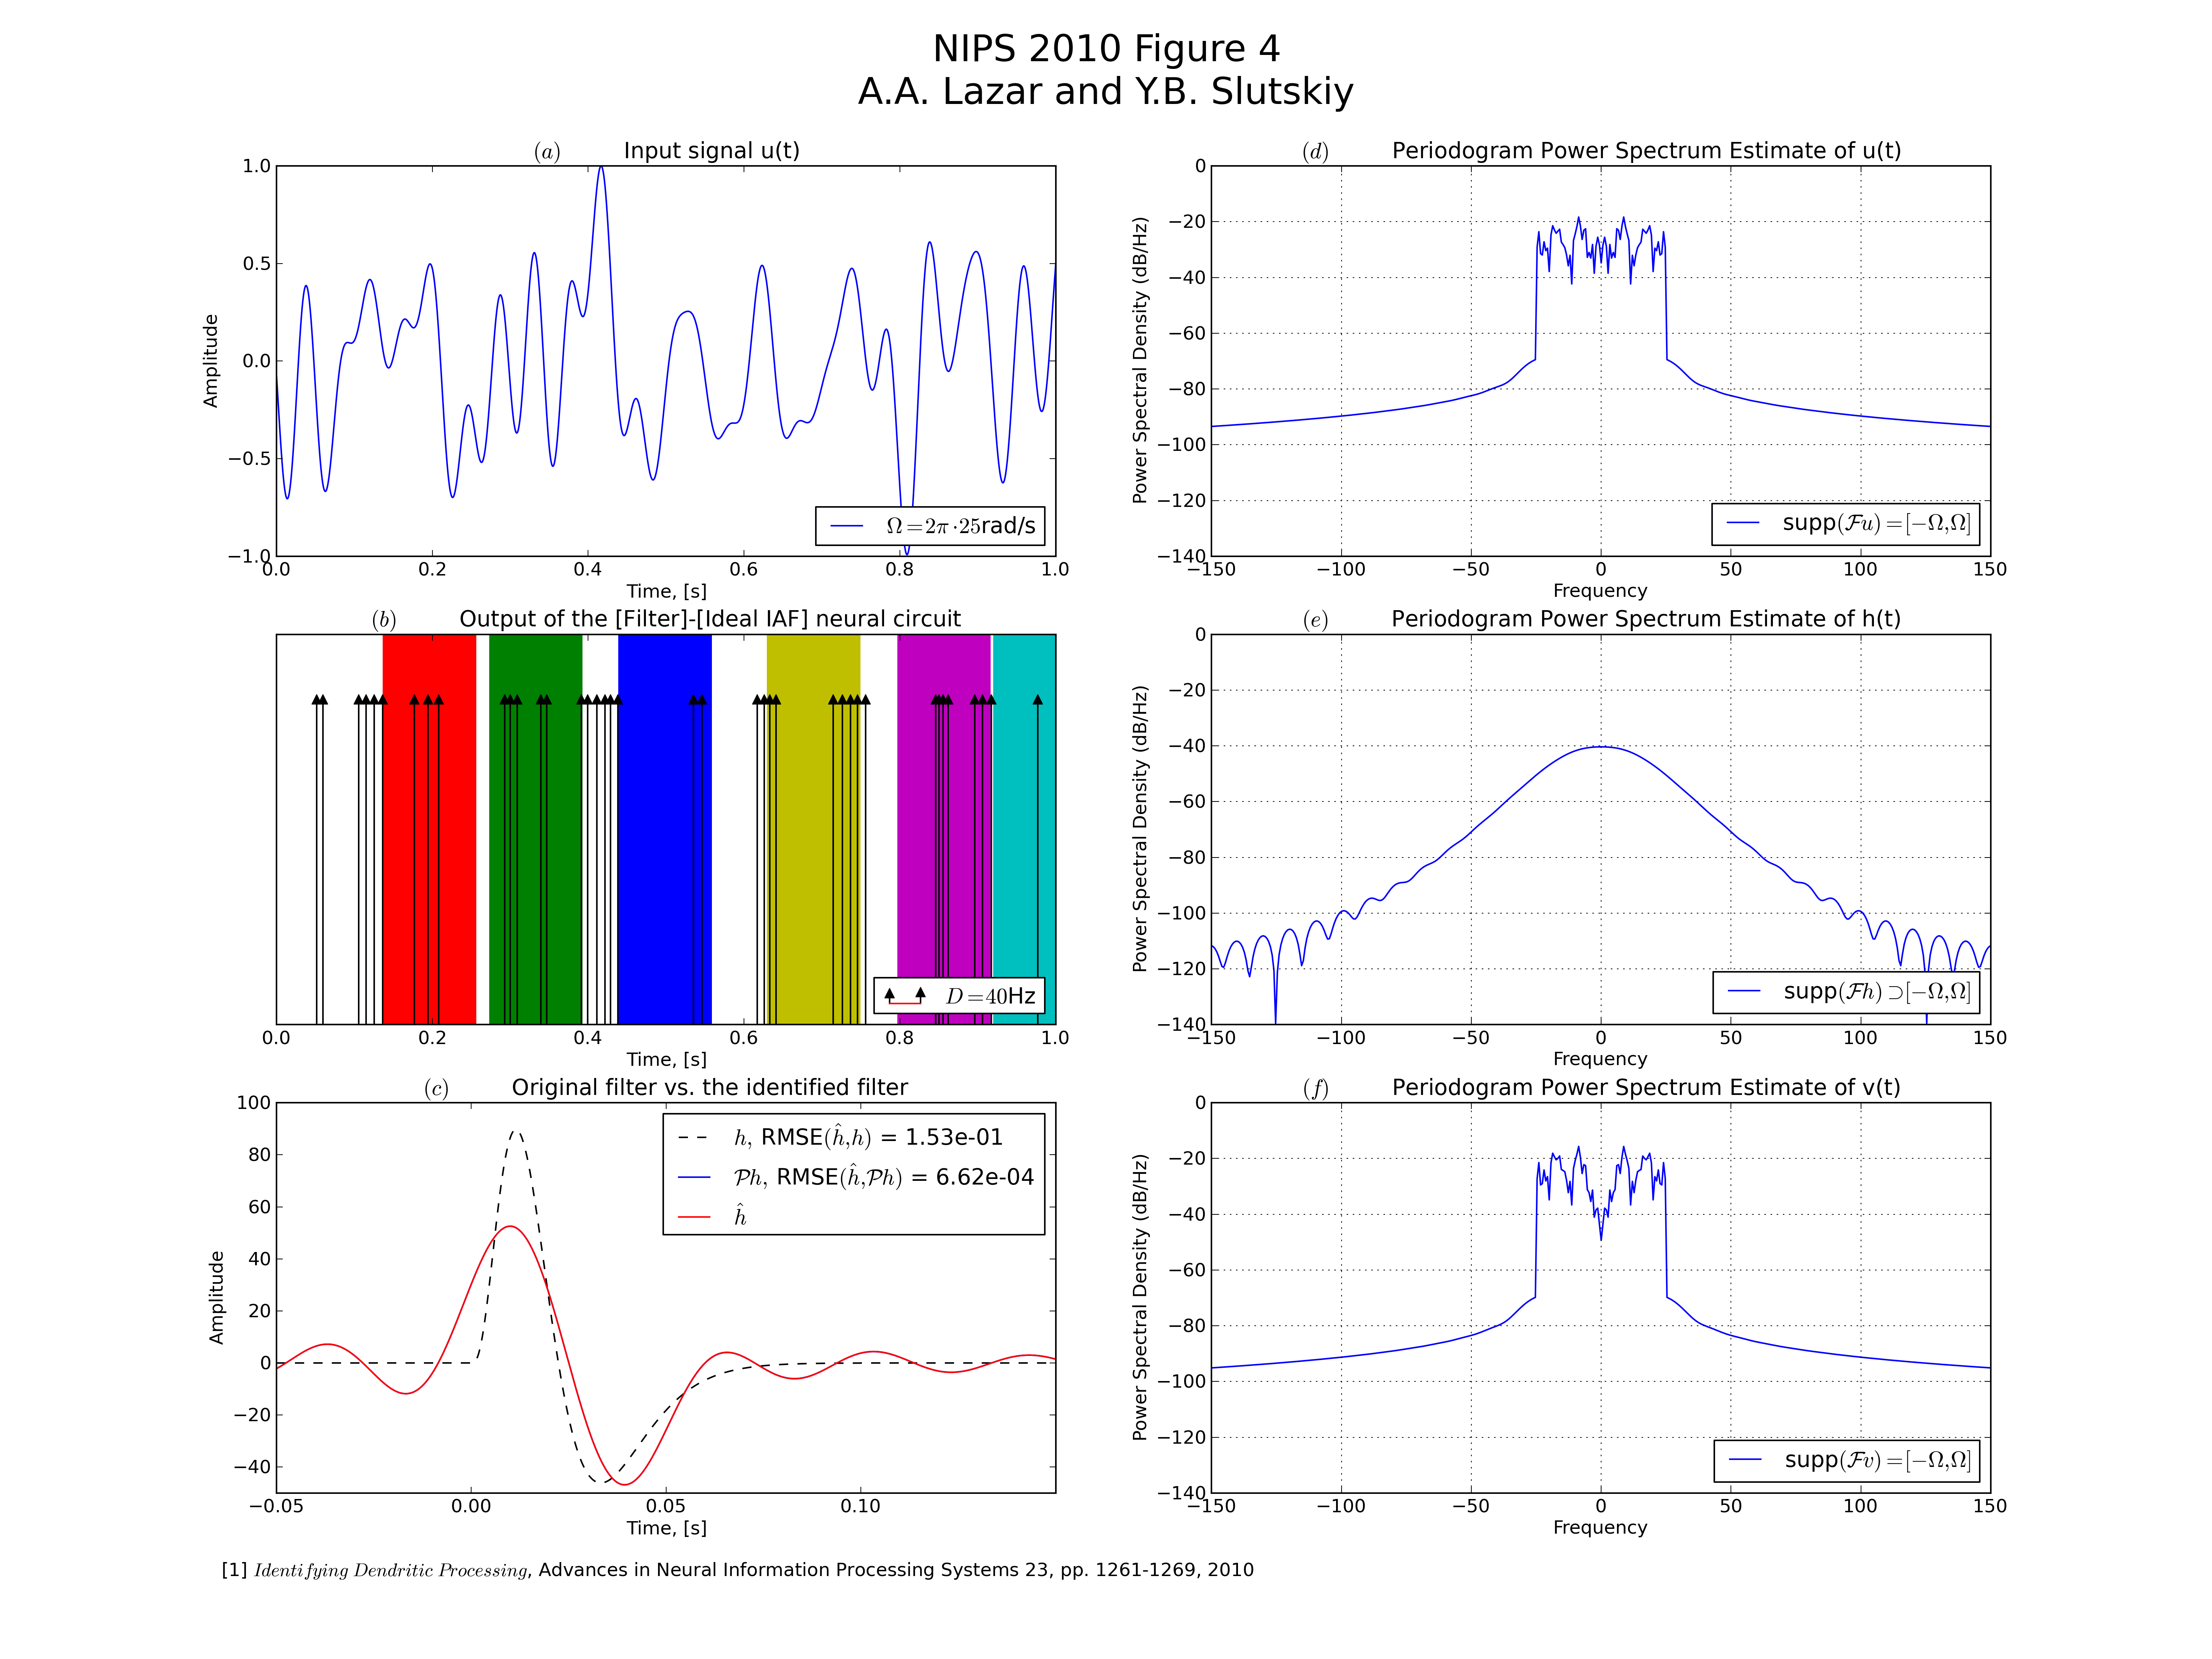 NIPS 2010 Figure 4
A.A. Lazar and Y.B. Slutskiy
(a) Input signal u(t)
1.0
0.5
0.0
−0.5
−1.0
Amplitude
Ω=2π·25rad/s
0.0 0.2 0.4 0.6 0.8 1.0
Time, [s]
(d) Periodogram Power Spectrum Estimate of u(t)
0
−20
−40
−60
−80
−100
−120
−140
Power Spectral Density (dB/Hz)
supp(ℱu)=[−Ω,Ω]
−150 −100 −50 0 50 100 150
Frequency
(b) Output of the [Filter]-[Ideal IAF] neural circuit
D=40Hz
0.0 0.2 0.4 0.6 0.8 1.0
Time, [s]
(e) Periodogram Power Spectrum Estimate of h(t)
0
−20
−40
−60
−80
−100
−120
−140
Power Spectral Density (dB/Hz)
supp(ℱh)⊃[−Ω,Ω]
−150 −100 −50 0 50 100 150
Frequency
(c) Original filter vs. the identified filter
100
80
60
40
20
0
−20
−40
Amplitude
h, RMSE(ĥ,h) = 1.53e-01
𝒫h, RMSE(ĥ,𝒫h) = 6.62e-04
ĥ
−0.05 0.00 0.05 0.10
Time, [s]
(f) Periodogram Power Spectrum Estimate of v(t)
0
−20
−40
−60
−80
−100
−120
−140
Power Spectral Density (dB/Hz)
supp(ℱv)=[−Ω,Ω]
−150 −100 −50 0 50 100 150
Frequency
[1] Identifying Dendritic Processing, Advances in Neural Information Processing Systems 23, pp. 1261-1269, 2010